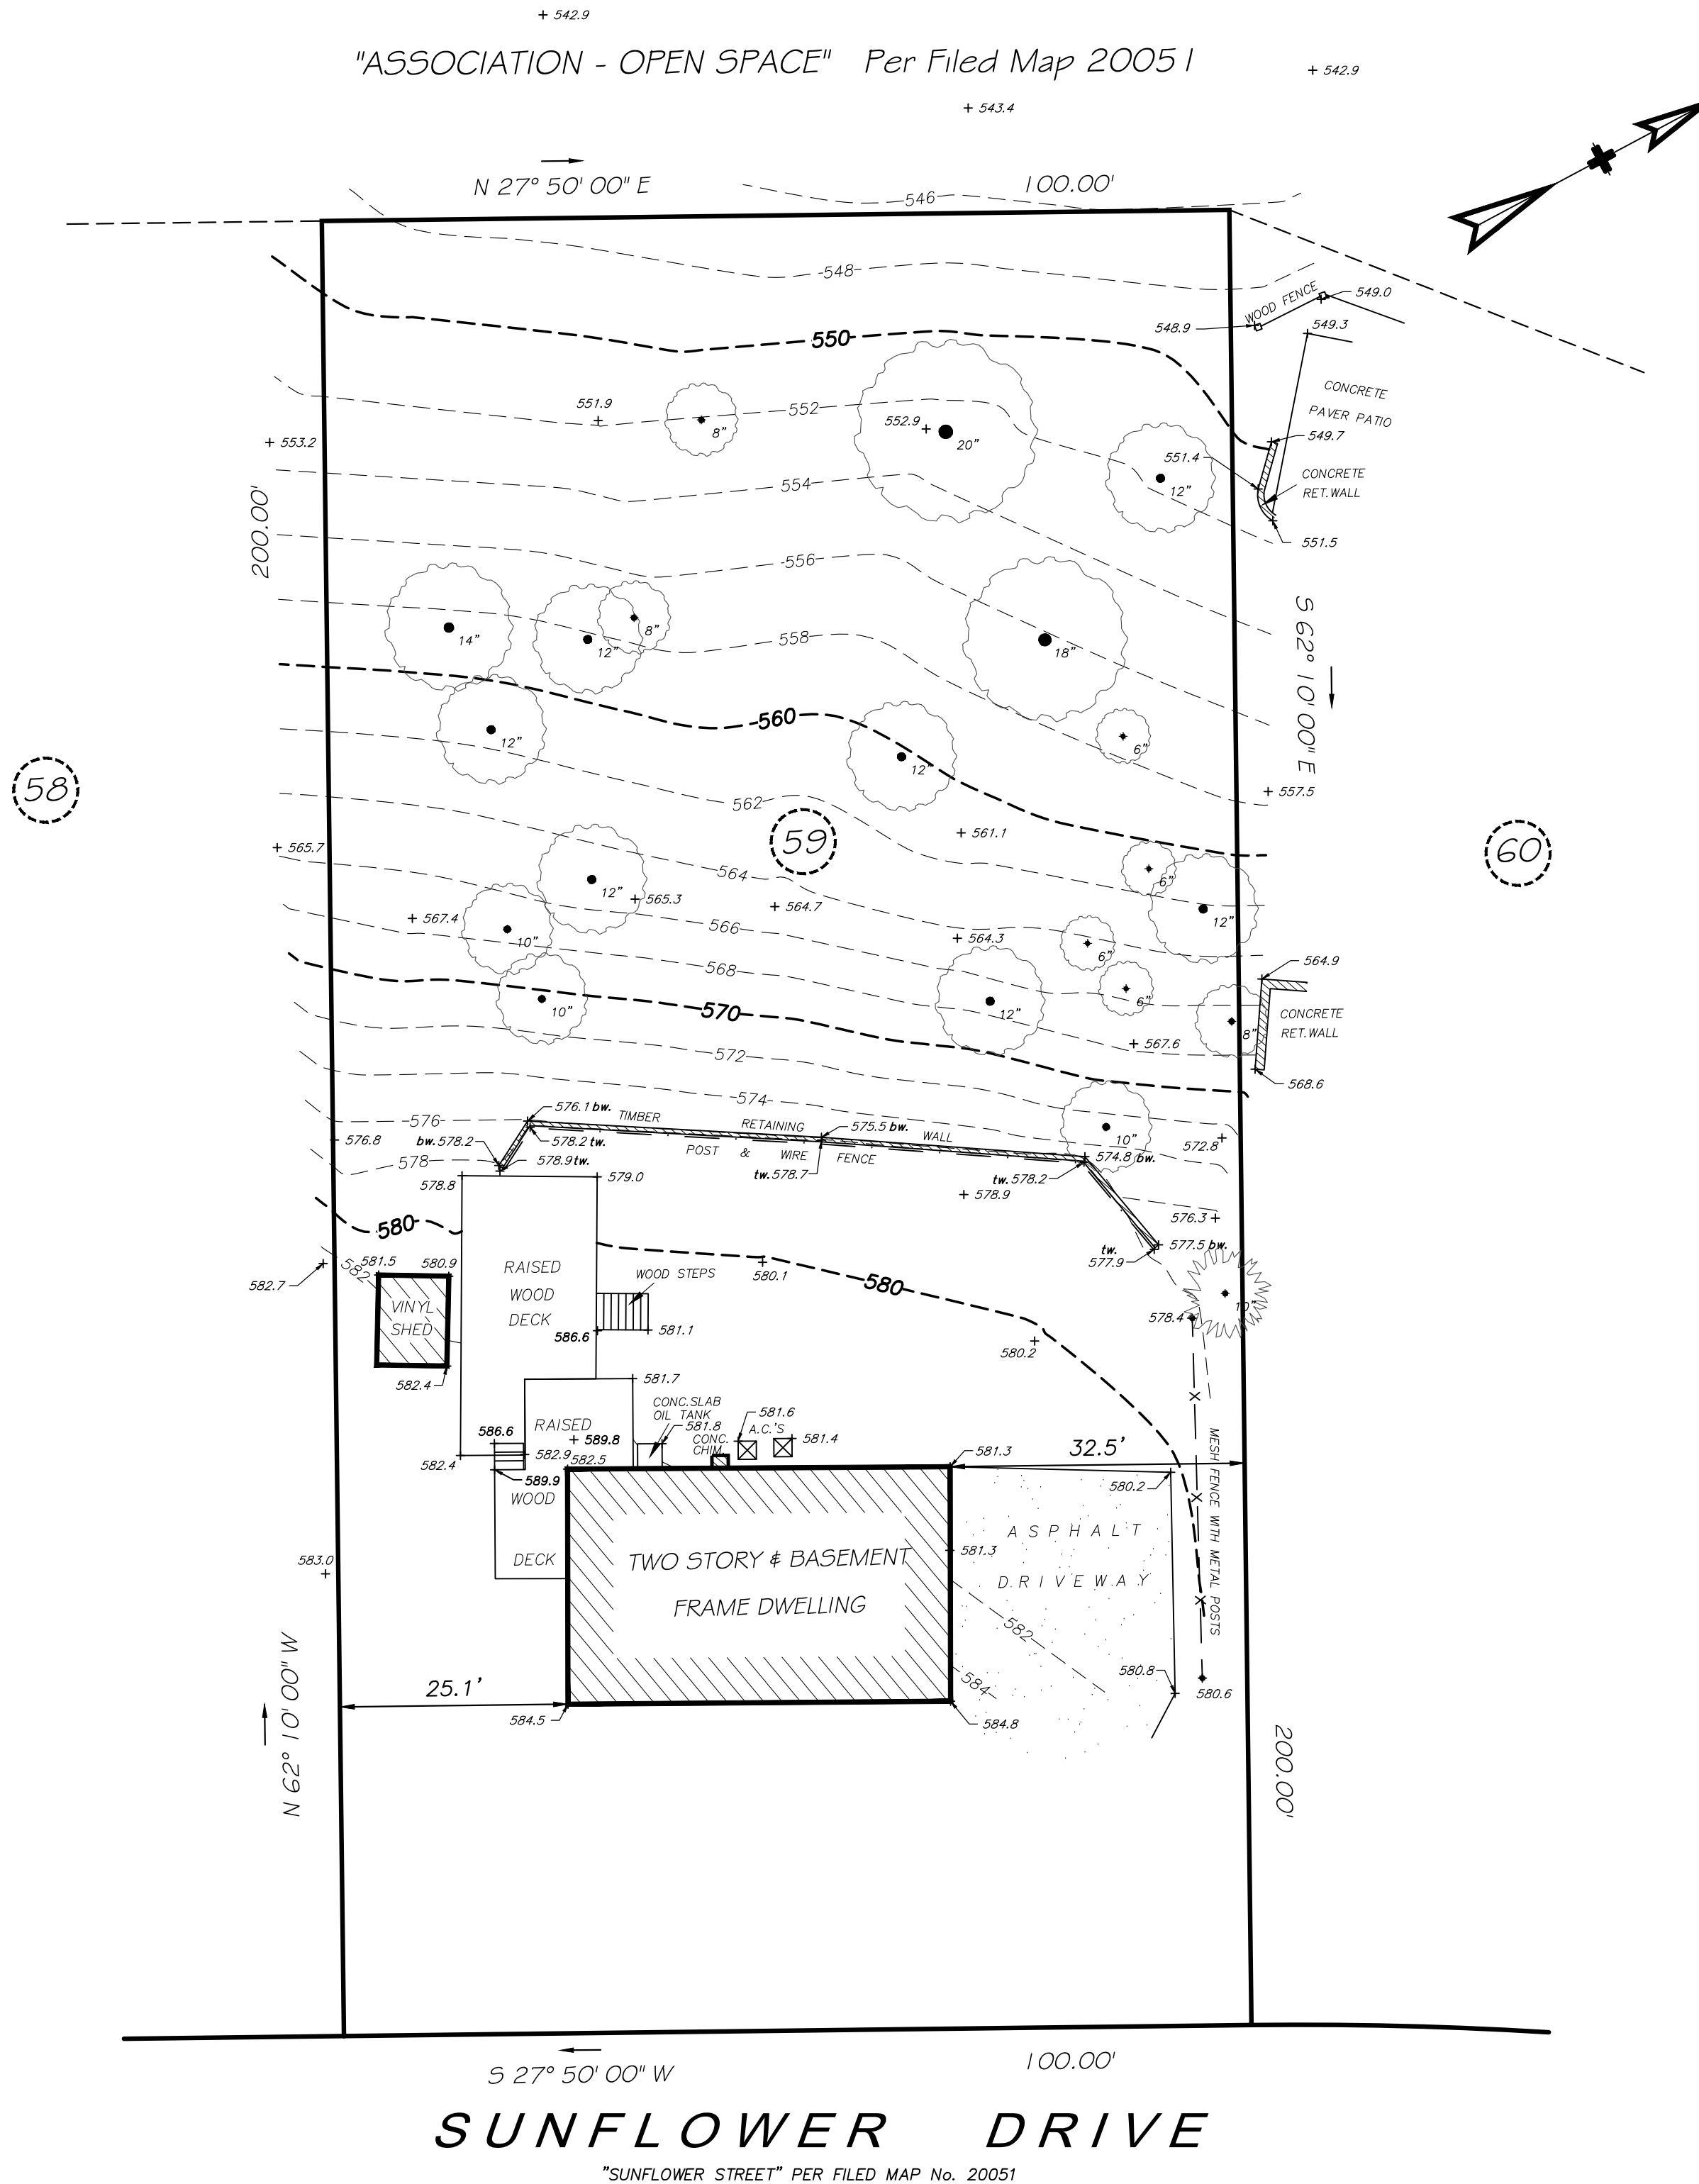 + 542.9
"ASSOCIATION - OPEN SPACE" Per Filed Map 20051
+ 542.9
+ 543.4
N 27° 50' 00" E
100.00'
546
548
WOOD FENCE
549.0
548.9
549.3
550
CONCRETE
PAVER PATIO
551.9
552
8"
552.9
20"
549.7
+ 553.2
551.4
CONCRETE
RET.WALL
12"
554
200.00'
551.5
556
S 62° 10' 00" E
14"
12"
8"
558
18"
560
12"
12"
6"
58
557.5
562
59
561.1
60
565.7
564
6"
12"
565.3
564.7
12"
567.4
566
10"
564.3
6"
568
564.9
6"
10"
570
12"
CONCRETE
RET.WALL
8"
567.6
572
568.6
574
576
576.1 bw.
TIMBER
RETAINING
575.5 bw.
WALL
10"
576.8
bw. 578.2
578.2 tw.
POST & WIRE FENCE
572.8
578
578.9 tw.
tw. 578.7
tw. 578.2
574.8 bw.
578.8
579.0
578.9
576.3
580
tw.
577.9
577.5 bw.
582.7
582
581.5
580.9
RAISED
WOOD
DECK
WOOD STEPS
580.1
580
VINYL
SHED
586.6
581.1
10"
578.4
580.2
582.4
581.7
CONC.SLAB
OIL TANK
581.8
581.6
A.C.'S
586.6
RAISED
589.8
CONC.
CHIM.
581.4
582.4
582.9
582.5
581.3
32.5'
580.2
589.9
WOOD
DECK
MESH FENCE WITH METAL POSTS
ASPHALT
DRIVEWAY
583.0
TWO STORY & BASEMENT
FRAME DWELLING
581.3
582
584
580.8
580.6
25.1'
584.5
584.8
N 62° 10' 00" W
200.00'
S 27° 50' 00" W
100.00'
SUNFLOWER DRIVE
"SUNFLOWER STREET" PER FILED MAP No. 20051